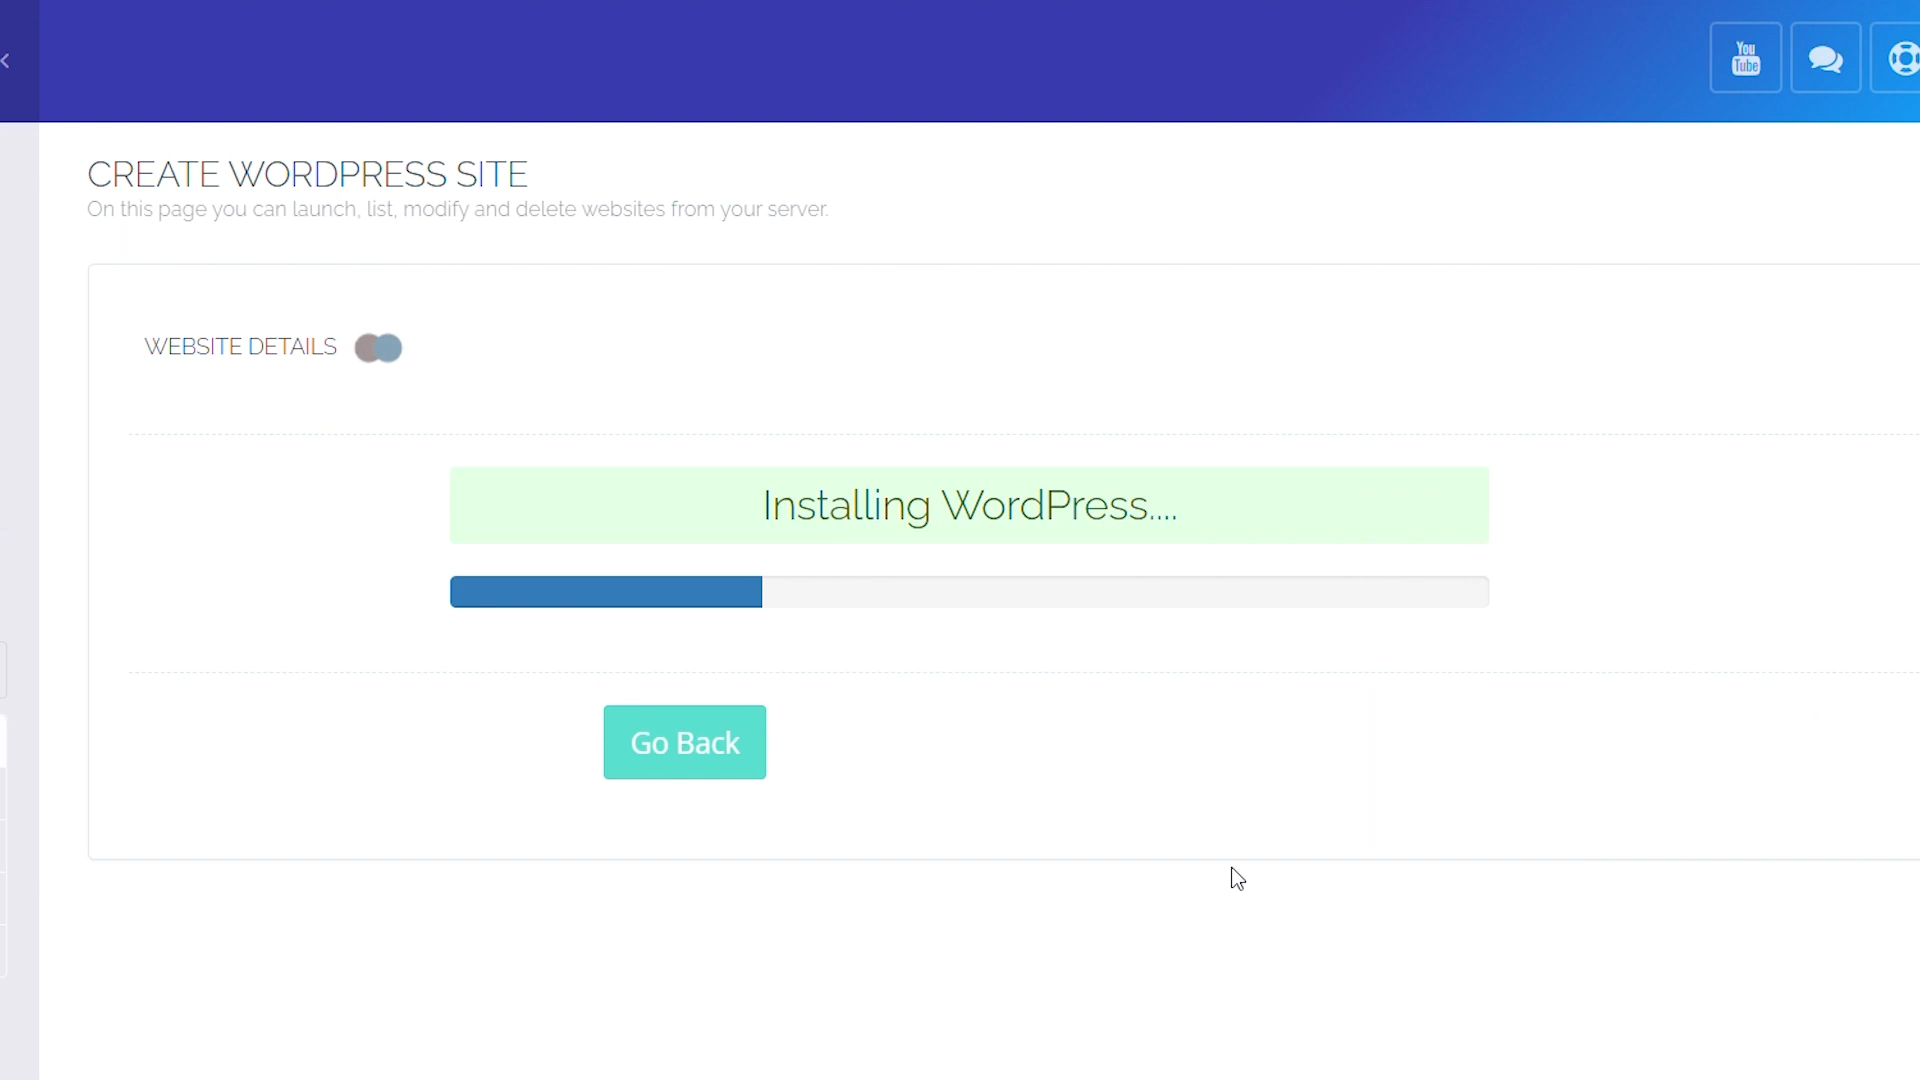 You
Tube
CREATE WORDPRESS SITE
On this page you can launch, list, modify and delete websites from your server.
WEBSITE DETAILS
Installing WordPress....
Go Back